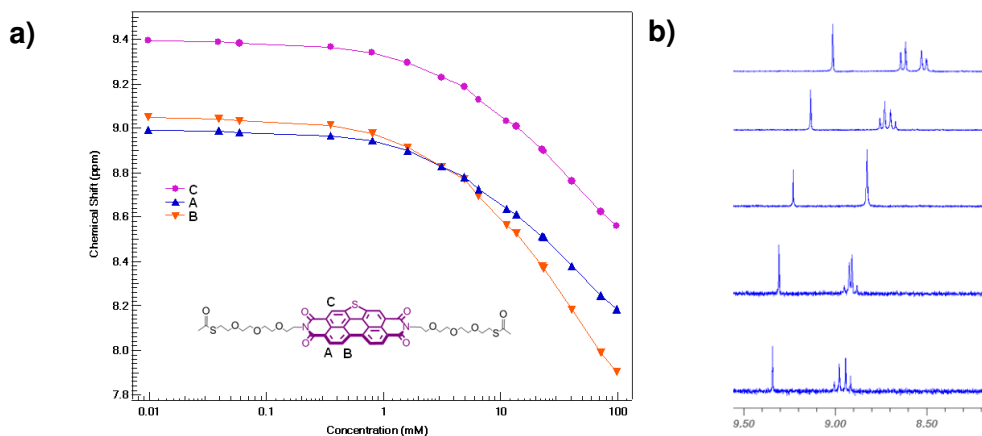 a)
b)
Chemical Shift (ppm)
9.4
9.2
9.0
8.8
8.6
8.4
8.2
8.0
7.8
C
A
B
C
S
O
O
O
O
N
N
O
O
S
O
O
O
O
O
O
S
O
A
B
0.01
0.1
1
10
100
Concentration (mM)
9.50
9.00
8.50